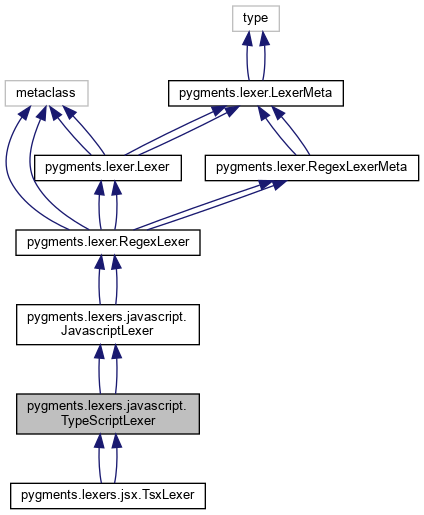 type
metaclass
pygments.lexer.LexerMeta
pygments.lexer.Lexer
pygments.lexer.RegexLexerMeta
pygments.lexer.RegexLexer
pygments.lexers.javascript.
JavascriptLexer
pygments.lexers.javascript.
TypeScriptLexer
pygments.lexers.jsx.TsxLexer